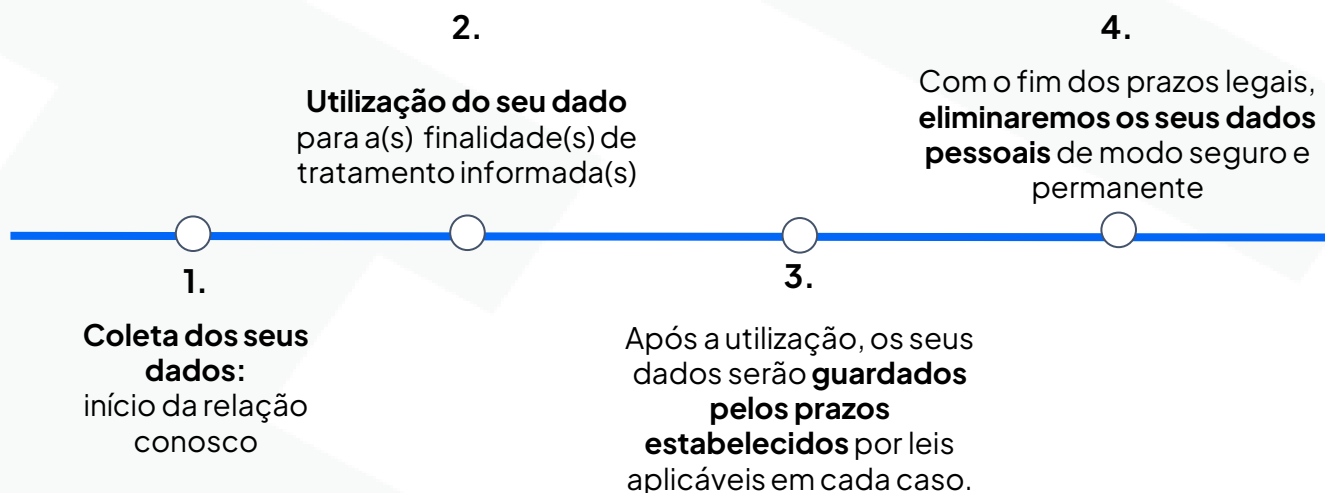 1.
Coleta dos seus
dados:
início da relação
conosco
2.
Utilização do seu dado
para a(s) finalidade(s) de
tratamento informada(s)
3.
Após a utilização, os seus
dados serão guardados
pelos prazos
estabelecidos por leis
aplicáveis em cada caso.
4.
Com o fim dos prazos legais,
eliminaremos os seus dados
pessoais de modo seguro e
permanente